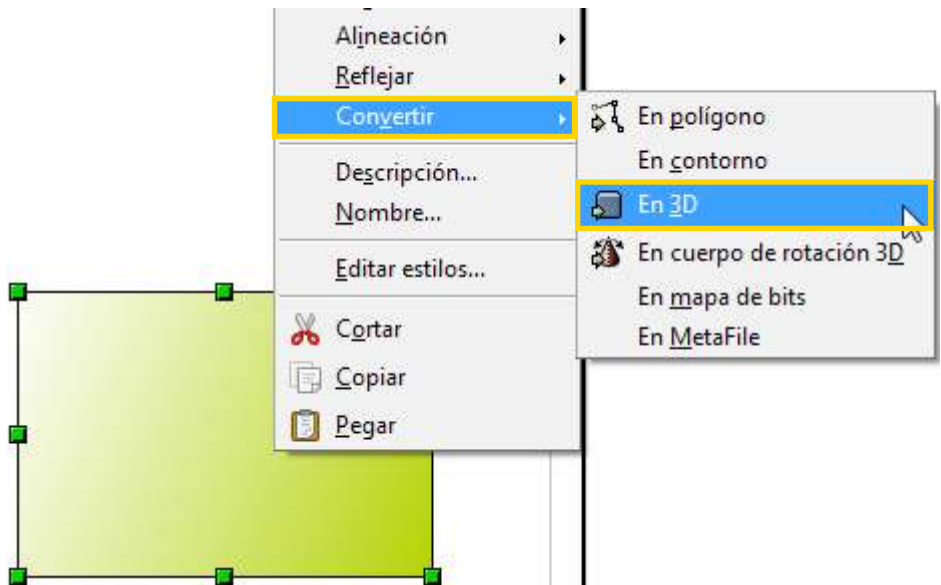 Alineación
Reflejar
Convertir
Descripción...
Nombre...
Editar estilos...
Cortar
Copiar
Pegar
En polígono
En contorno
En 3D
En cuerpo de rotación 3D
En mapa de bits
En MetaFile